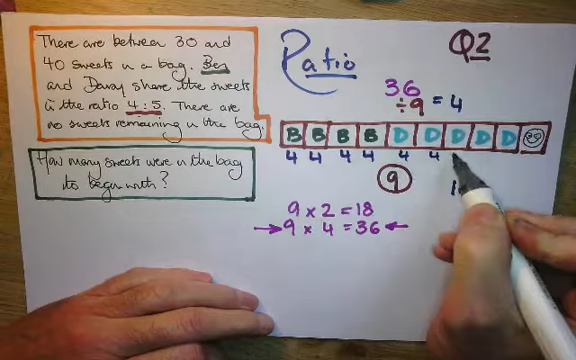 There are between 30 and
40 sweets in a bag. Ben
and Danny share the sweets
in the ratio 4 : 5. There are
no sweets remaining in the bag.
How many sweets were in the bag
to begin with?
Ratio
Q2
36
÷9 = 4
B B B B D D D D D
4 4 4 4 4 4
9
9 × 2 = 18
→ 9 × 4 = 36 ←